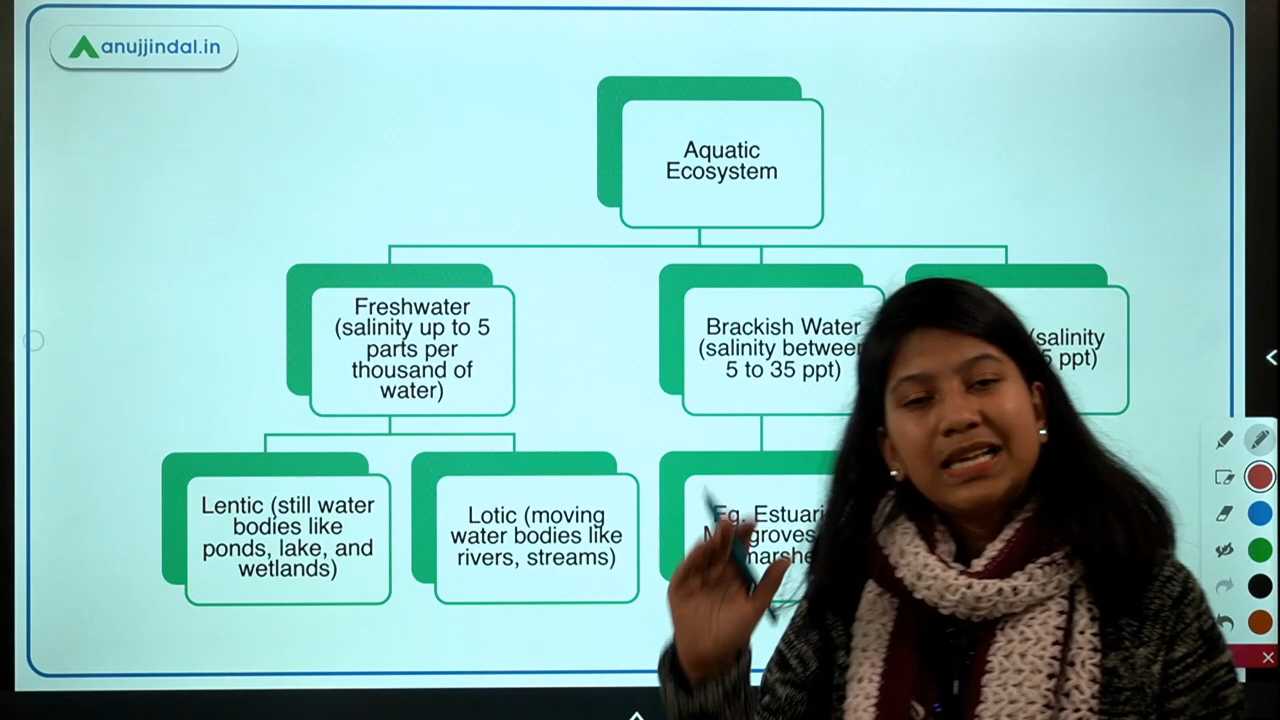 anujjindal.in
Aquatic
Ecosystem
Freshwater
(salinity up to 5
parts per
thousand of
water)
Brackish Water
(salinity between
5 to 35 ppt)
(salinity
ppt)
Lentic (still water
bodies like
ponds, lake, and
wetlands)
Lotic (moving
water bodies like
rivers, streams)
Eg.